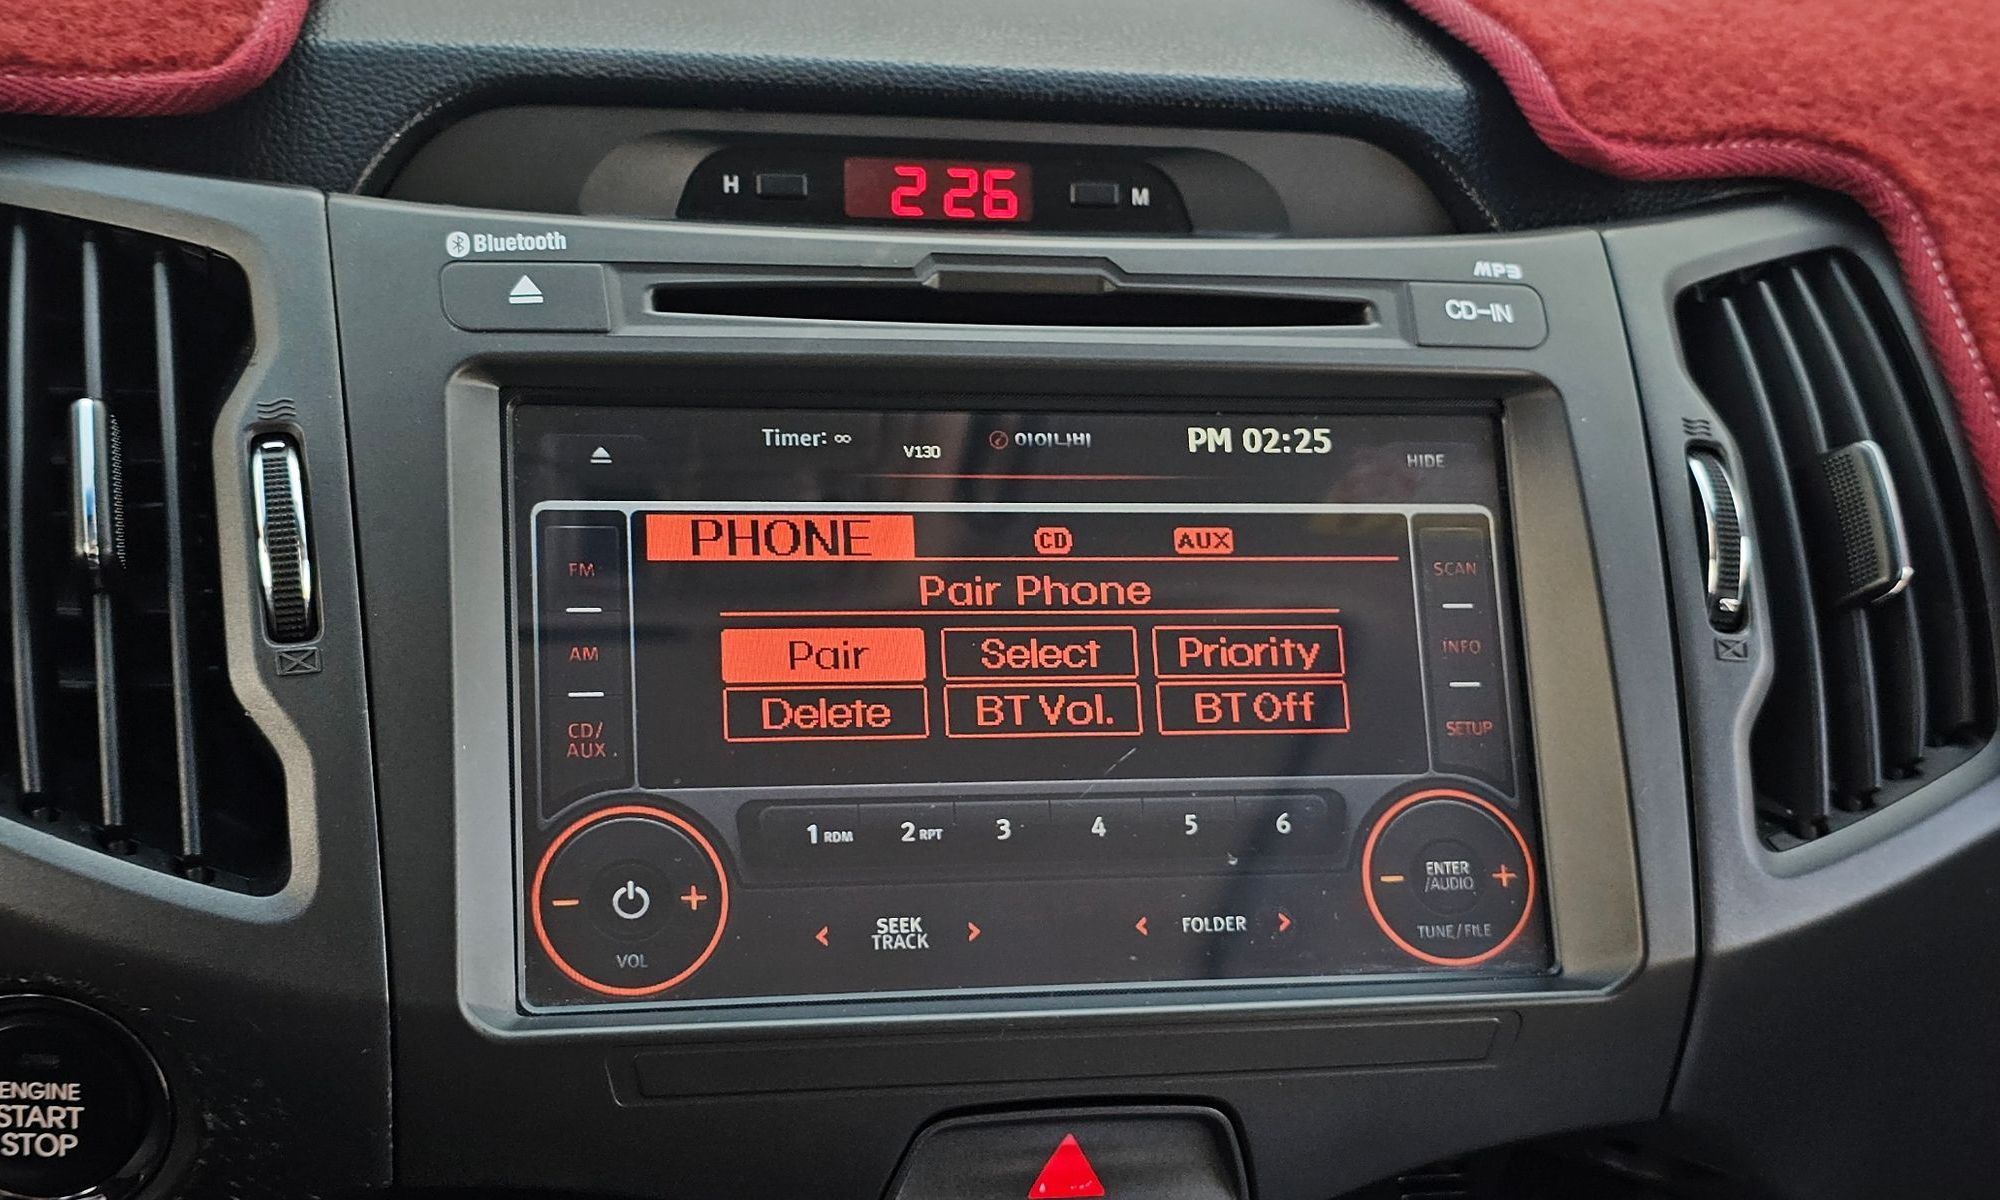 H 2 26 M
Bluetooth
MP3
CD-IN
Timer: ∞ V130 아이나비 PM 02:25
HIDE
PHONE CD AUX
Pair Phone
Pair Select Priority
Delete BT Vol. BT Off
FM
AM
CD/
AUX
SCAN
INFO
SETUP
1 RDM 2 RPT 3 4 5 6
− + VOL
< SEEK
TRACK >
< FOLDER >
− ENTER
/AUDIO +
TUNE/FILE
ENGINE
START
STOP